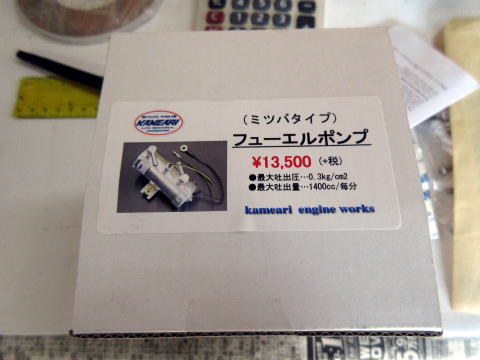 KAMEARI
(ミツバタイプ)
フューエルポンプ
¥13,500 (+税)
●最大吐出圧…0.3kg/cm2
●最大吐出量…1400cc/毎分
kameari engine works